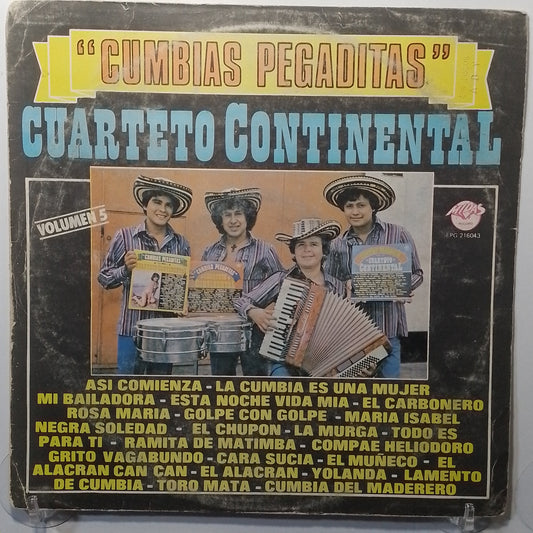 "CUMBIAS PEGADITAS"
CUARTETO CONTINENTAL
VOLUMEN 5
LPG 216043
CUARTETO
CONTINENTAL
ASI COMIENZA - LA CUMBIA ES UNA MUJER
MI BAILADORA - ESTA NOCHE VIDA MIA - EL CARBONERO
ROSA MARIA - GOLPE CON GOLPE - MARIA ISABEL
NEGRA SOLEDAD - EL CHUPON - LA MURGA - TODO ES
PARA TI - RAMITA DE MATIMBA - COMPAE HELIODORO
GRITO VAGABUNDO - CARA SUCIA - EL MUÑECO - EL
ALACRAN CAN CAN - EL ALACRAN - YOLANDA - LAMENTO
DE CUMBIA - TORO MATA - CUMBIA DEL MADERERO